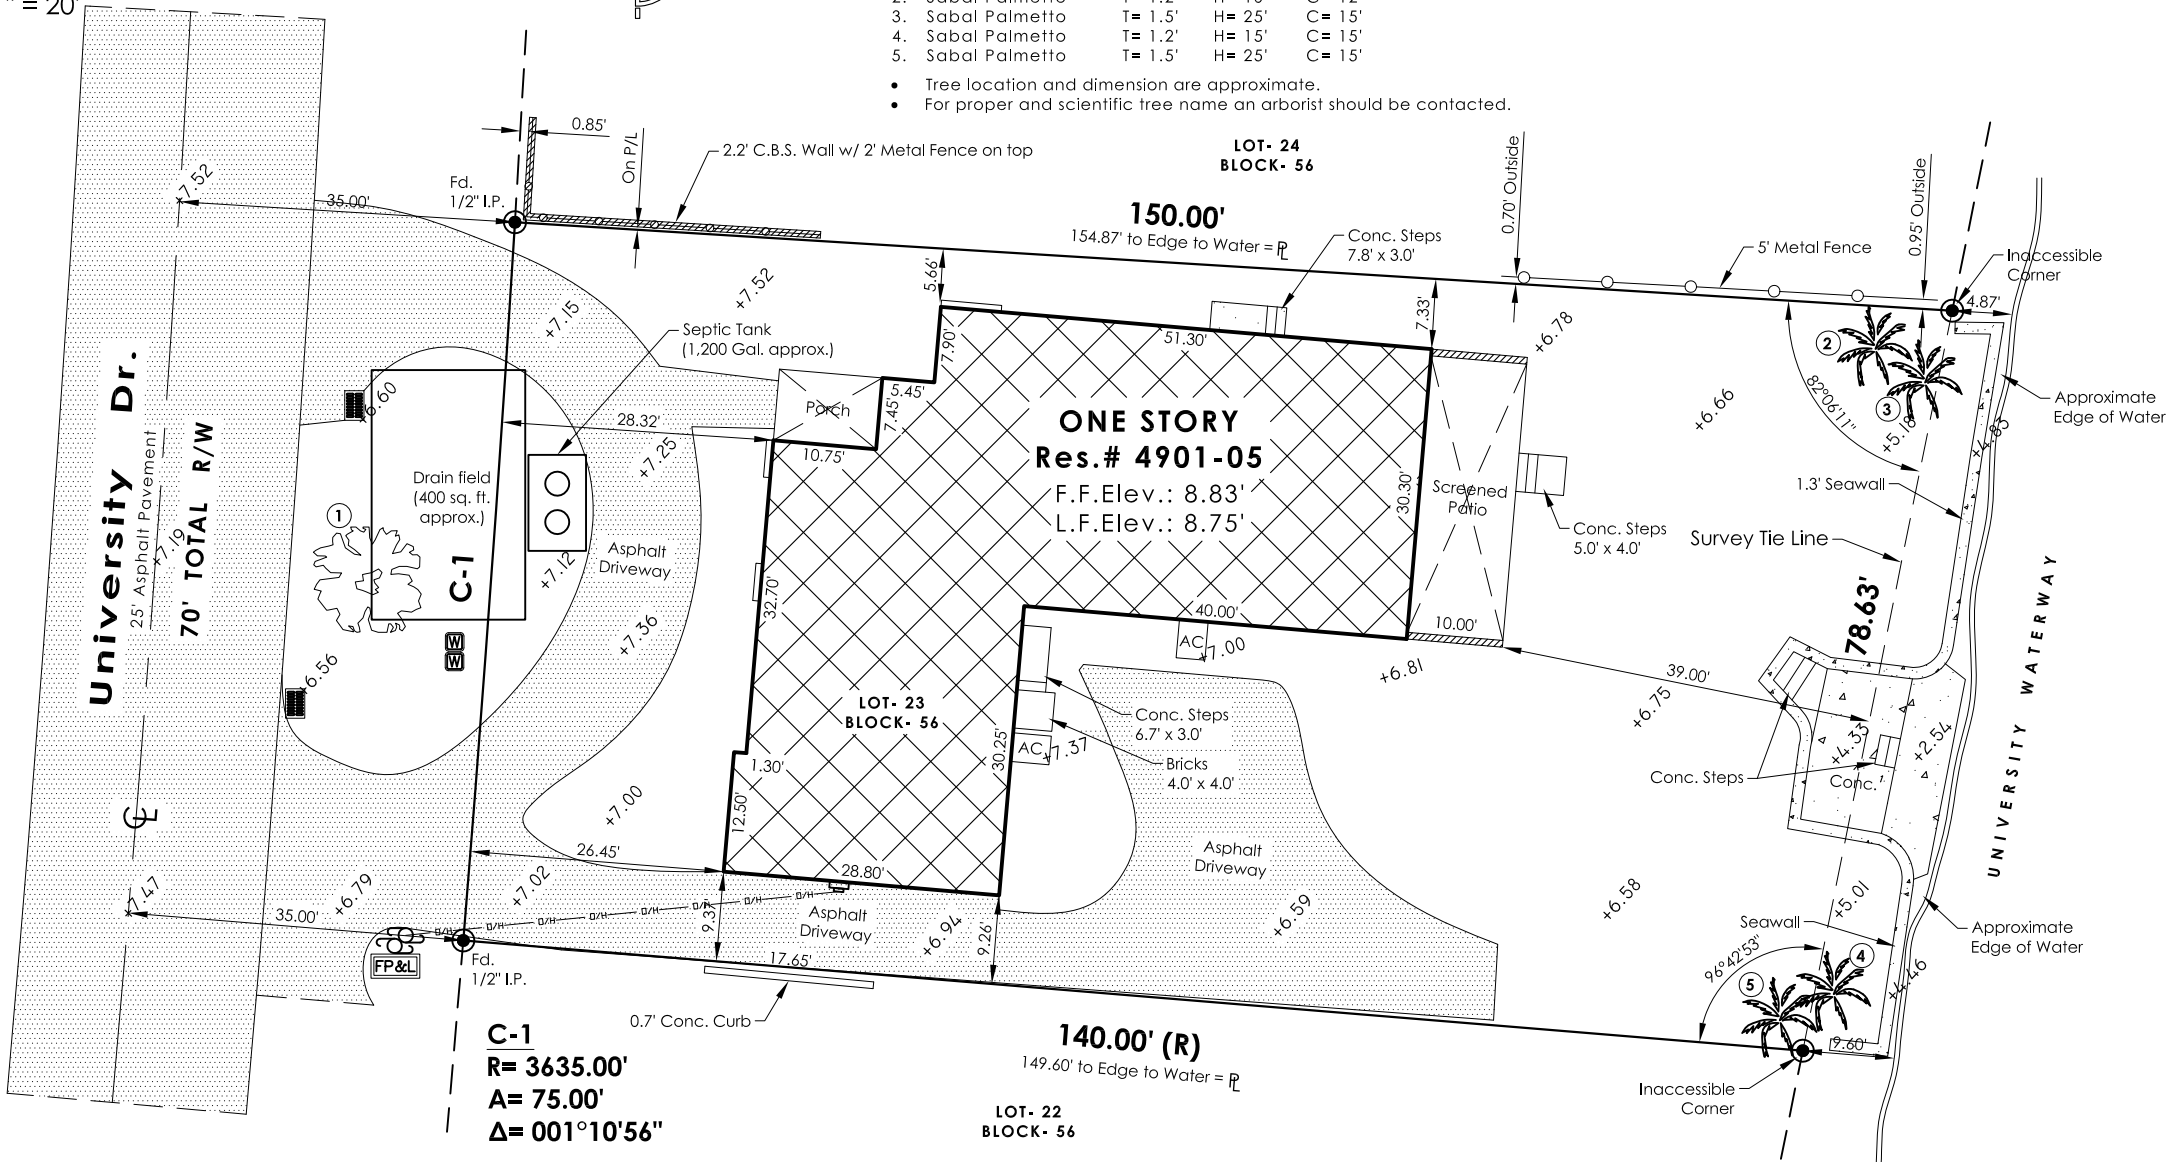 = 20'
3. Sabal Palmetto T= 1.5' H= 25' C= 15'
4. Sabal Palmetto T= 1.2' H= 15' C= 15'
5. Sabal Palmetto T= 1.5' H= 25' C= 15'
• Tree location and dimension are approximate.
• For proper and scientific tree name an arborist should be contacted.
0.85'
On P/L
2.2' C.B.S. Wall w/ 2' Metal Fence on top
LOT- 24
BLOCK- 56
0.70' Outside
0.95' Outside
+7.52
35.00'
Fd.
1/2" I.P.
150.00'
154.87' to Edge to Water = PL
Conc. Steps
7.8' x 3.0'
5' Metal Fence
Inaccessible
Corner
4.87'
5.66'
7.33'
+7.52
+7.15
+6.78
Septic Tank
(1,200 Gal. approx.)
7.90'
51.30'
2
3
82°06'11"
+5.18
+4.83
Approximate
Edge of Water
+6.60
28.32'
Porch
5.45'
7.45'
10.75'
ONE STORY
Res.# 4901-05
F.F.Elev.: 8.83'
L.F.Elev.: 8.75'
30.30'
Screened
Patio
+6.66
1.3' Seawall
University Dr.
25' Asphalt Pavement
+7.19
70' TOTAL R/W
Drain field
(400 sq. ft.
approx.)
1
C-1
+7.25
+7.12
Asphalt
Driveway
+7.36
32.70'
Conc. Steps
5.0' x 4.0'
Survey Tie Line
78.63'
UNIVERSITY WATERWAY
40.00'
10.00'
AC
+7.00
+6.81
39.00'
W
W
+6.56
LOT- 23
BLOCK- 56
Conc. Steps
6.7' x 3.0'
30.25'
AC
+7.37
Bricks
4.0' x 4.0'
+6.75
+4.33
+2.54
Conc. Steps
Conc.
1.30'
12.50'
+7.00
CL
26.45'
28.80'
Asphalt
Driveway
+7.47
35.00'
+6.79
+7.02
O/H O/H O/H O/H O/H O/H
9.37'
Asphalt
Driveway
+6.94
9.26'
+6.59
+6.58
+5.01
Seawall
Approximate
Edge of Water
FP&L
Fd.
1/2" I.P.
17.65'
96°42'53"
4
5
+4.46
0.7' Conc. Curb
9.60'
Inaccessible
Corner
140.00' (R)
149.60' to Edge to Water = PL
C-1
R= 3635.00'
A= 75.00'
Δ= 001°10'56"
LOT- 22
BLOCK- 56